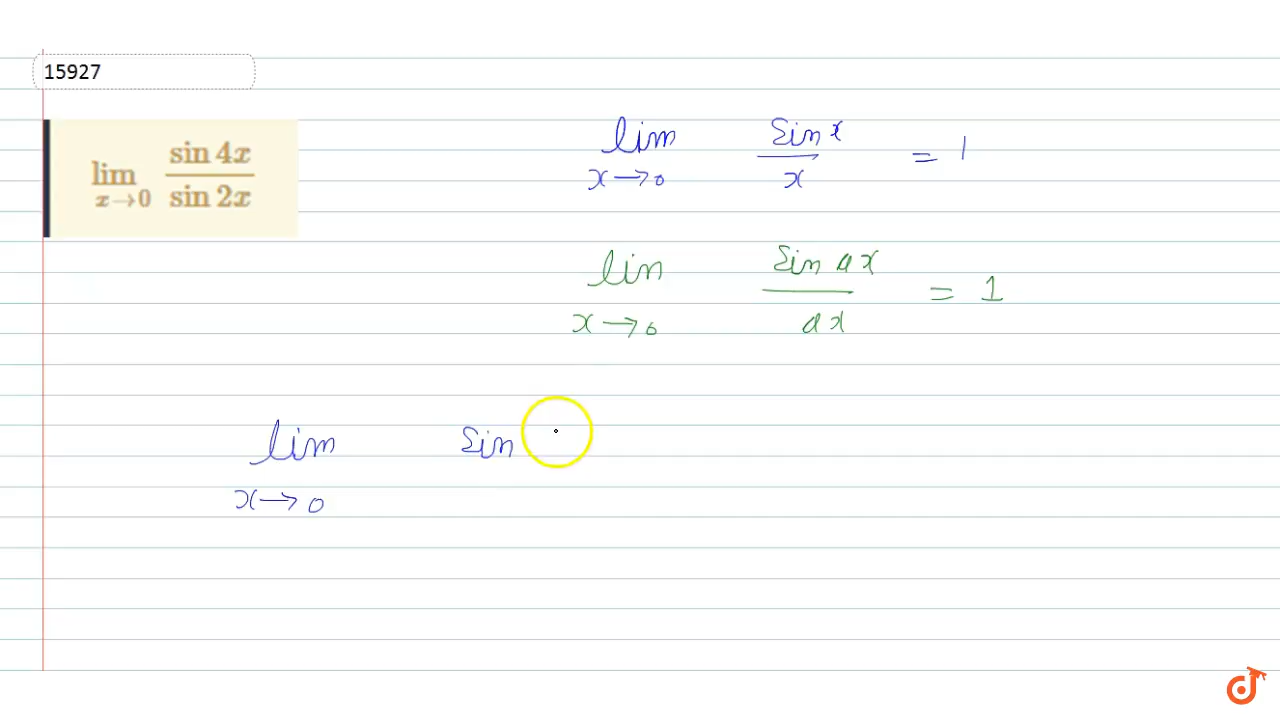 15927
lim x→0 sin 4x / sin 2x
lim x→0 sin x / x = 1
lim x→0 sin ax / ax = 1
lim x→0 sin